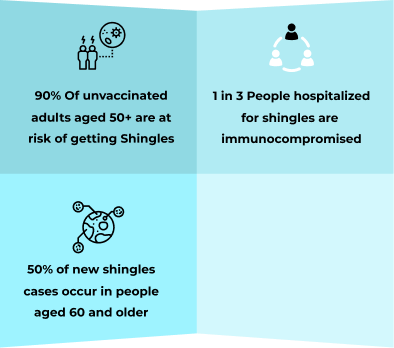 90% Of unvaccinated
adults aged 50+ are at
risk of getting Shingles
1 in 3 People hospitalized
for shingles are
immunocompromised
50% of new shingles
cases occur in people
aged 60 and older